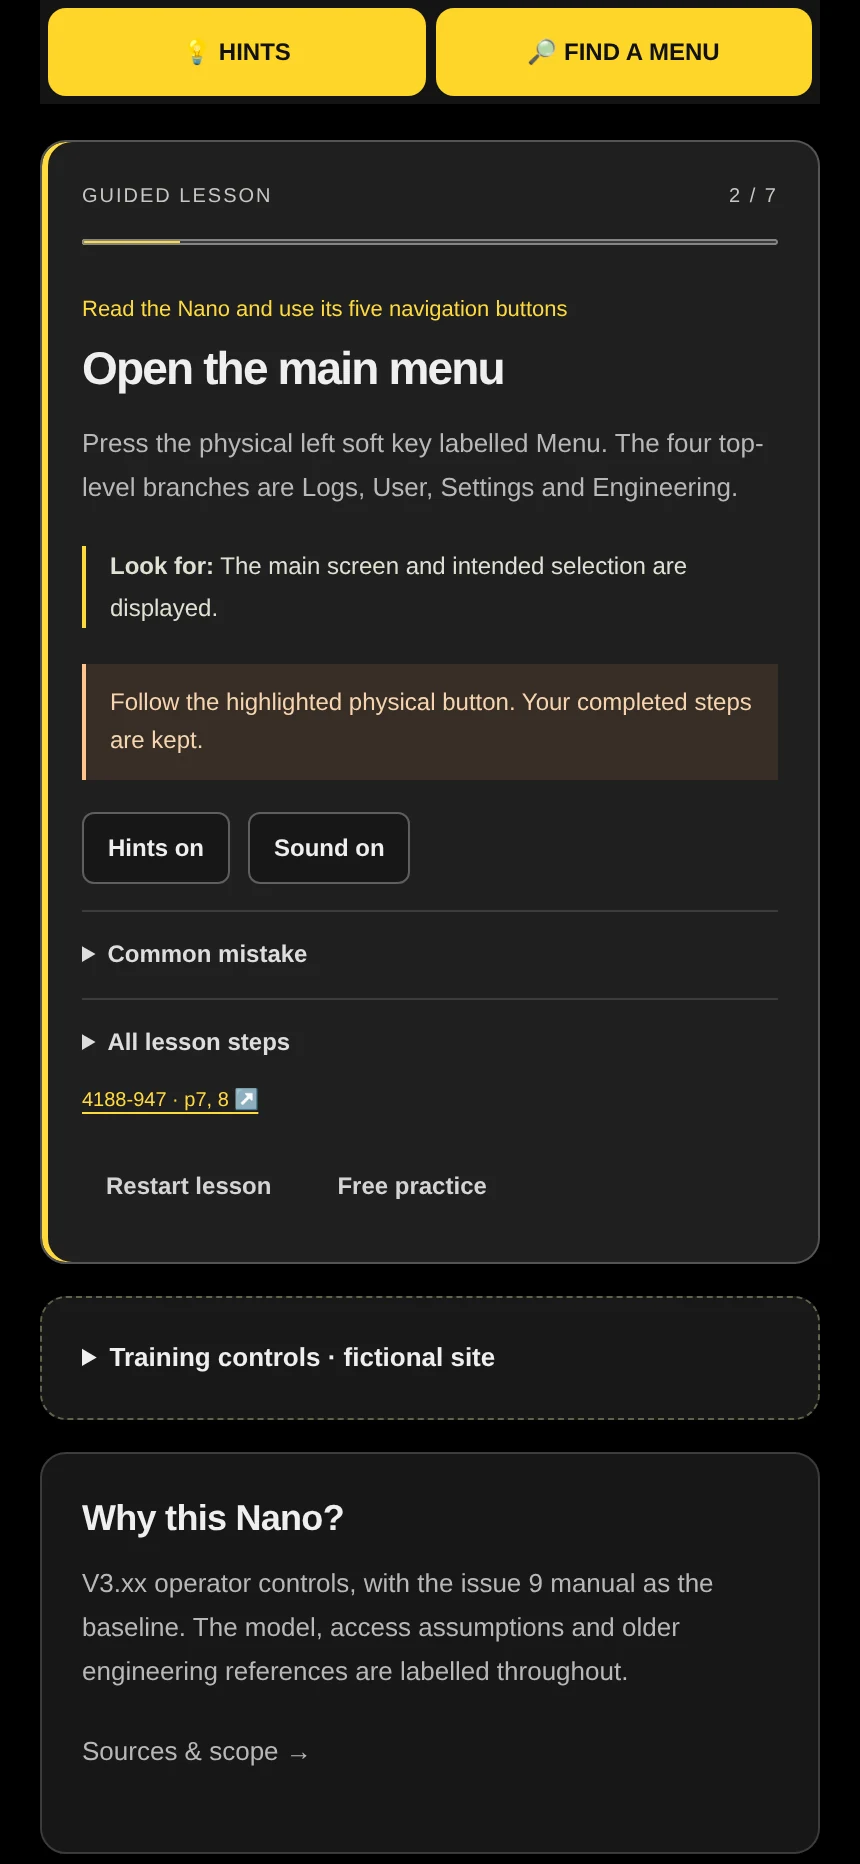 💡 HINTS
🔎 FIND A MENU
GUIDED LESSON
2 / 7
Read the Nano and use its five navigation buttons
Open the main menu
Press the physical left soft key labelled Menu. The four top-
level branches are Logs, User, Settings and Engineering.
Look for: The main screen and intended selection are
displayed.
Follow the highlighted physical button. Your completed steps
are kept.
Hints on
Sound on
▶ Common mistake
▶ All lesson steps
4188-947 · p7, 8 ↗️
Restart lesson
Free practice
▶ Training controls · fictional site
Why this Nano?
V3.xx operator controls, with the issue 9 manual as the
baseline. The model, access assumptions and older
engineering references are labelled throughout.
Sources & scope →